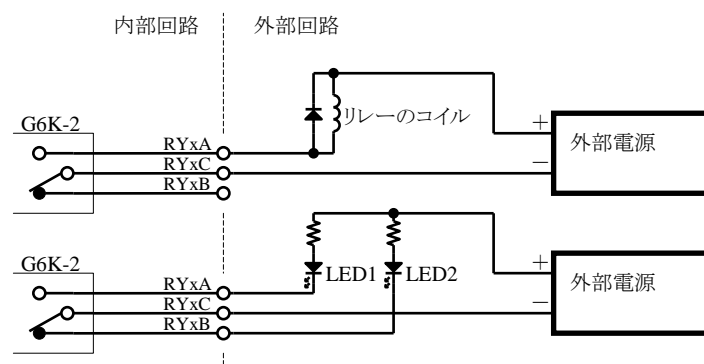 内部回路
外部回路
G6K-2
RYxA
RYxC
RYxB
リレーのコイル
+
−
外部電源
G6K-2
RYxA
RYxC
RYxB
LED1
LED2
+
−
外部電源